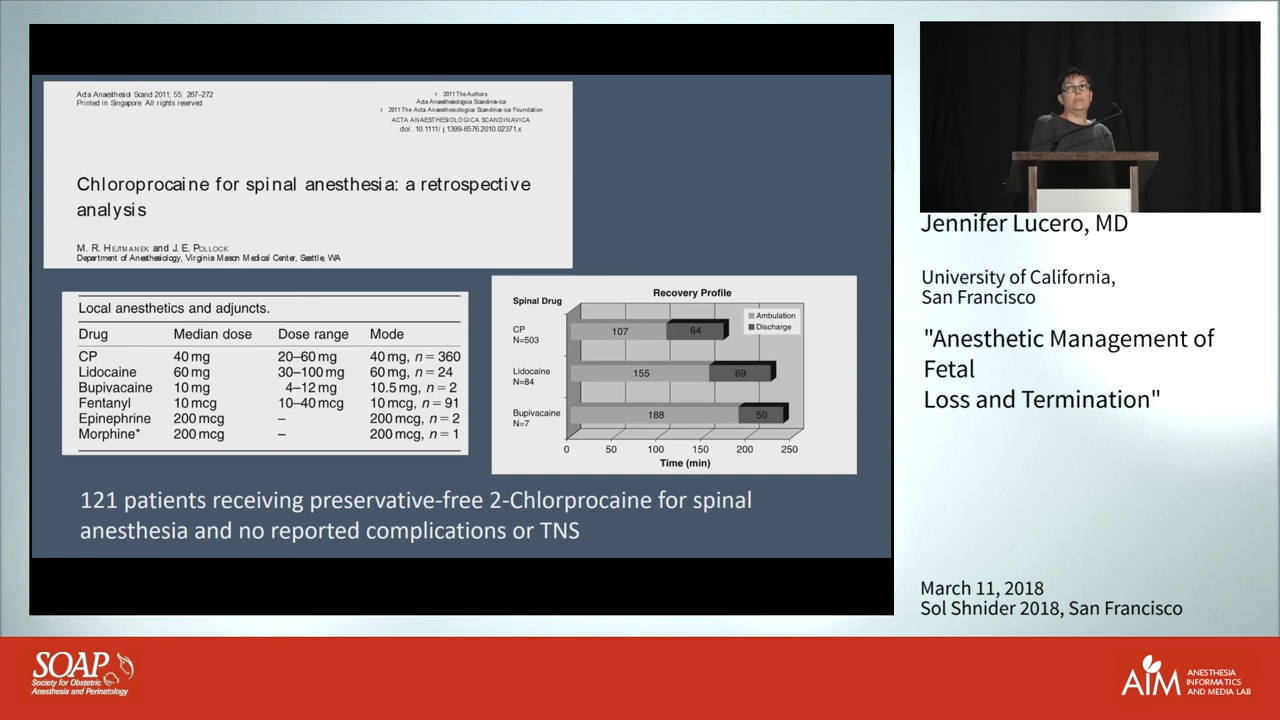 Acta Anaesthesiol Scand 2011; 55: 267–272
Printed in Singapore. All rights reserved
r 2011 The Authors
Acta Anaesthesiologica Scandinavica
r 2011 The Acta Anaesthesiologica Scandinavica Foundation
ACTA ANAESTHESIOLOGICA SCANDINAVICA
doi: 10.1111/ j.1399-6576.2010.02371.x
Chloroprocaine for spinal anesthesia: a retrospective
analysis
M. R. HEJTMANEK and J. E. POLLOCK
Department of Anesthesiology, Virginia Mason Medical Center, Seattle, WA
Local anesthetics and adjuncts.
Drug Median dose Dose range Mode
CP 40 mg 20–60 mg 40 mg, n = 360
Lidocaine 60 mg 30–100 mg 60 mg, n = 24
Bupivacaine 10 mg 4–12 mg 10.5 mg, n = 2
Fentanyl 10 mcg 10–40 mcg 10 mcg, n = 91
Epinephrine 200 mcg – 200 mcg, n = 2
Morphine* 200 mcg – 200 mcg, n = 1
Recovery Profile
Spinal Drug
Ambulation
Discharge
CP
N=503
107 64
Lidocaine
N=84
155 69
Bupivacaine
N=7
188 50
0 50 100 150 200 250
Time (min)
121 patients receiving preservative-free 2-Chlorprocaine for spinal
anesthesia and no reported complications or TNS
Jennifer Lucero, MD
University of California,
San Francisco
"Anesthetic Management of
Fetal
Loss and Termination"
March 11, 2018
Sol Shnider 2018, San Francisco
SOAP
Society for Obstetric
Anesthesia and Perinatology
AIM
ANESTHESIA
INFORMATICS
AND MEDIA LAB